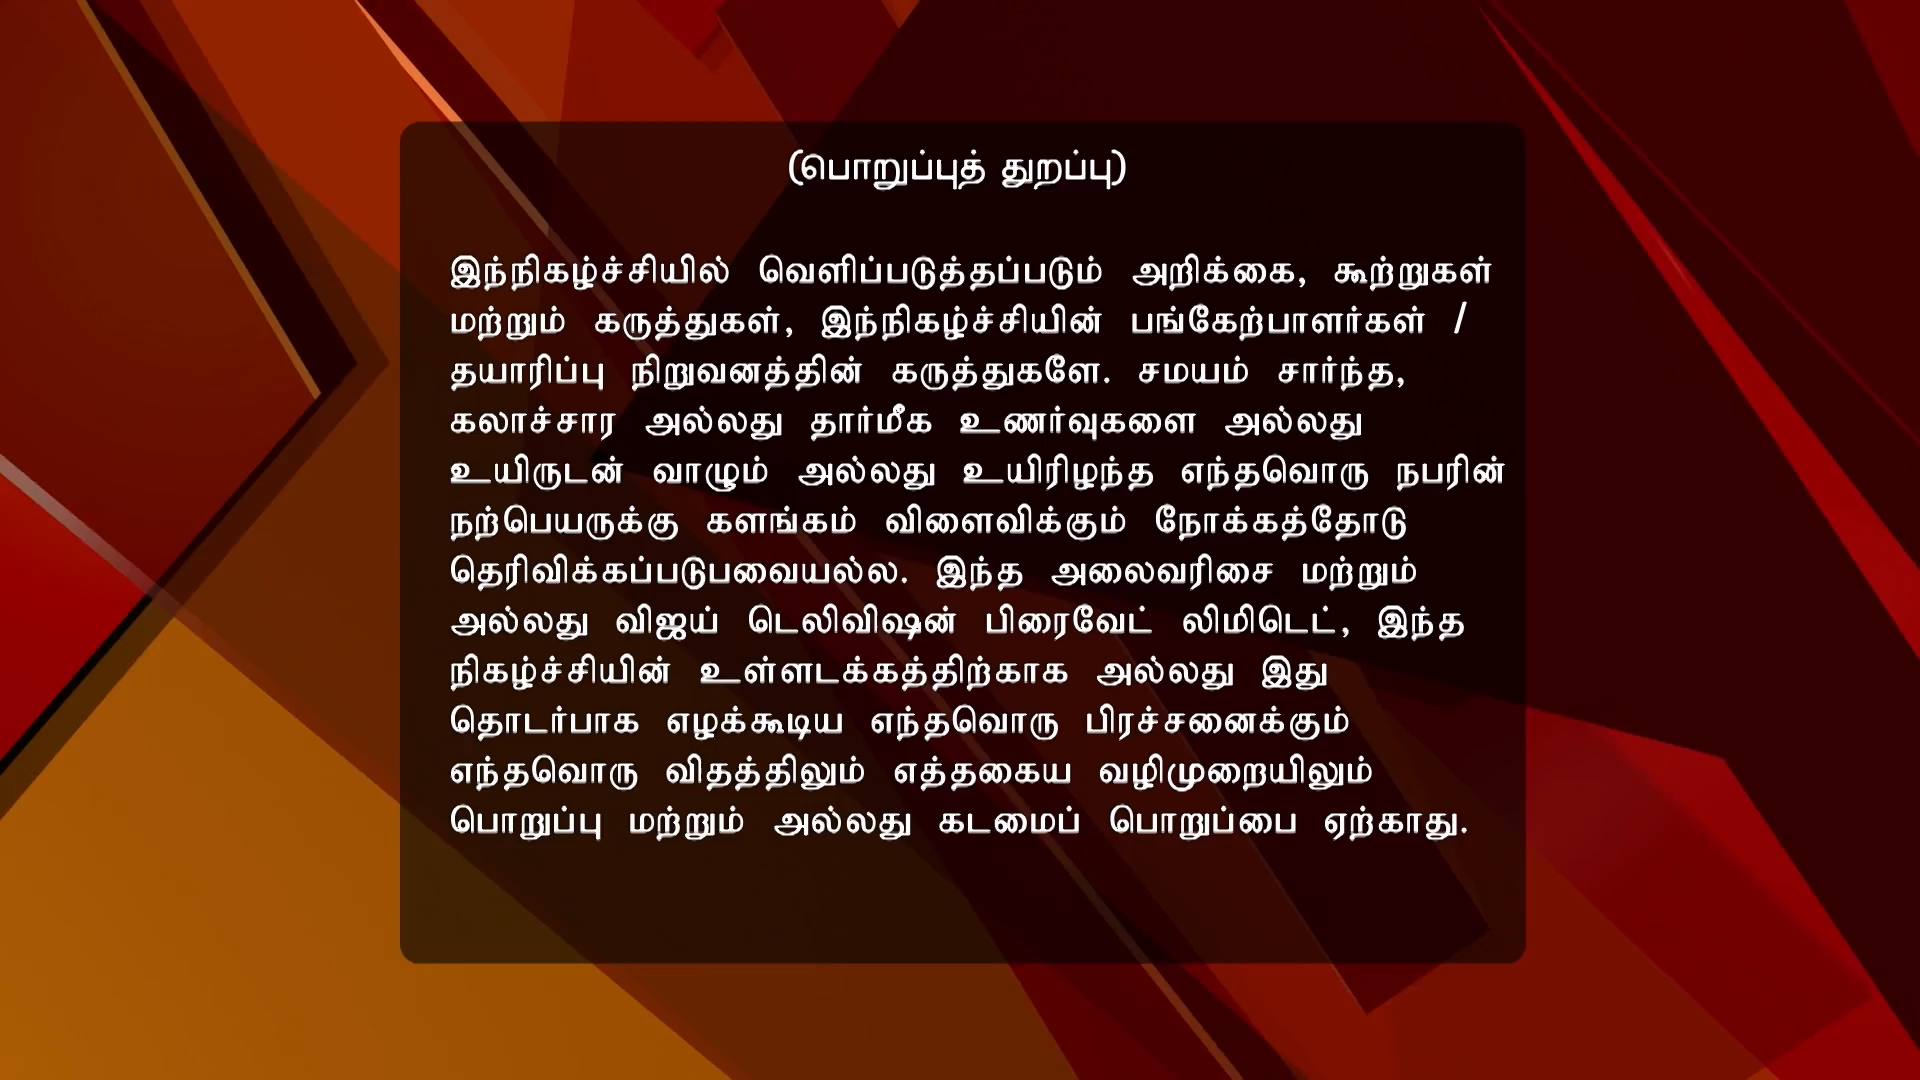 (பொறுப்புத் துறப்பு)
இந்நிகழ்ச்சியில் வெளிப்படுத்தப்படும் அறிக்கை, கூற்றுகள்
மற்றும் கருத்துகள், இந்நிகழ்ச்சியின் பங்கேற்பாளர்கள் /
தயாரிப்பு நிறுவனத்தின் கருத்துகளே. சமயம் சார்ந்த,
கலாச்சார அல்லது தார்மீக உணர்வுகளை அல்லது
உயிருடன் வாழும் அல்லது உயிரிழந்த எந்தவொரு நபரின்
நற்பெயருக்கு களங்கம் விளைவிக்கும் நோக்கத்தோடு
தெரிவிக்கப்படுபவையல்ல. இந்த அலைவரிசை மற்றும்
அல்லது விஜய் டெலிவிஷன் பிரைவேட் லிமிடெட், இந்த
நிகழ்ச்சியின் உள்ளடக்கத்திற்காக அல்லது இது
தொடர்பாக எழக்கூடிய எந்தவொரு பிரச்சனைக்கும்
எந்தவொரு விதத்திலும் எத்தகைய வழிமுறையிலும்
பொறுப்பு மற்றும் அல்லது கடமைப் பொறுப்பை ஏற்காது.